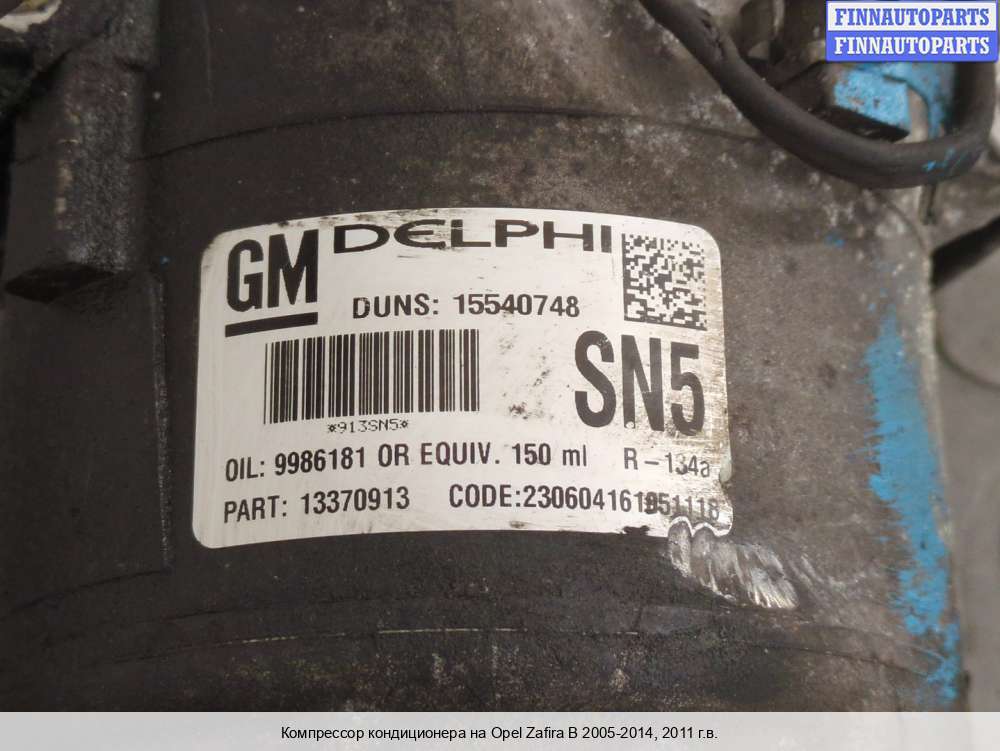 FINNAUTOPARTS
FINNAUTOPARTS
GM DELPHI
DUNS: 15540748
SN5
*913SN5*
OIL: 9986181 OR EQUIV. 150 ml R-134a
PART: 13370913 CODE:230604161951118
Компрессор кондиционера на Opel Zafira B 2005-2014, 2011 г.в.